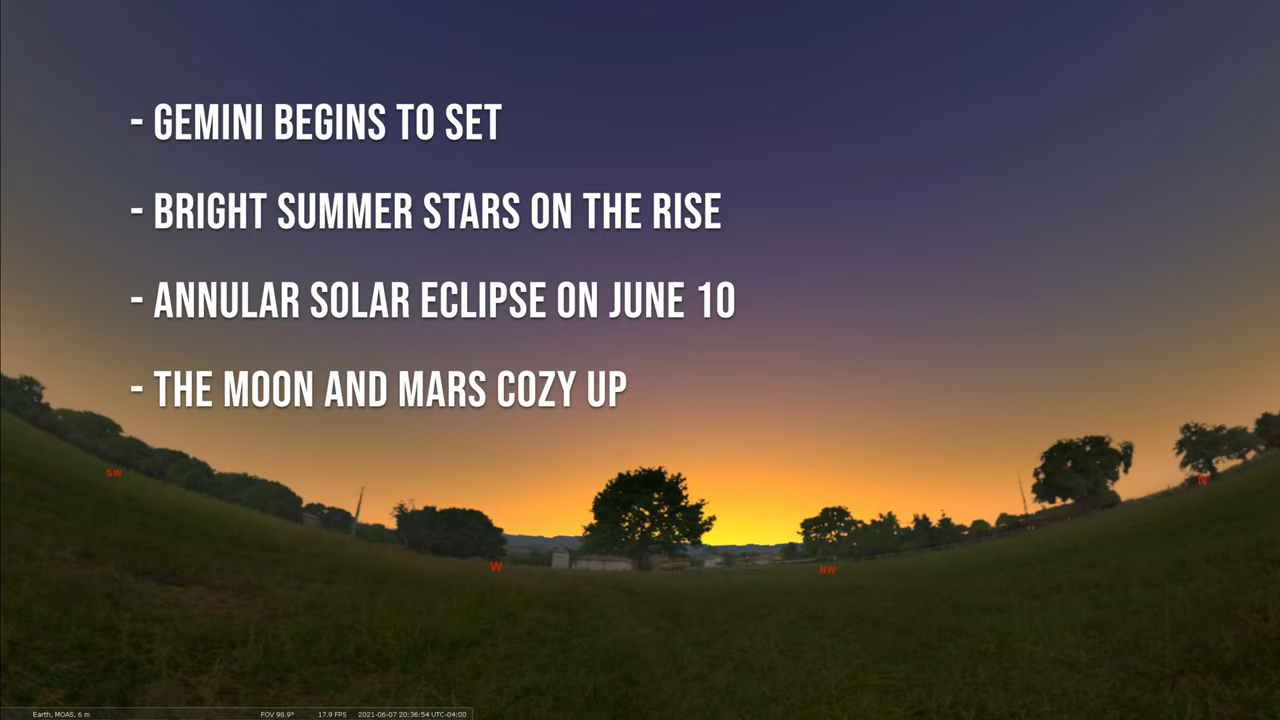 - GEMINI BEGINS TO SET
- BRIGHT SUMMER STARS ON THE RISE
- ANNULAR SOLAR ECLIPSE ON JUNE 10
- THE MOON AND MARS COZY UP
SW
N
W
NW
Earth, MOAS, 6 m FOV 98.9° 17.9 FPS 2021-06-07 20:36:54 UTC-04:00